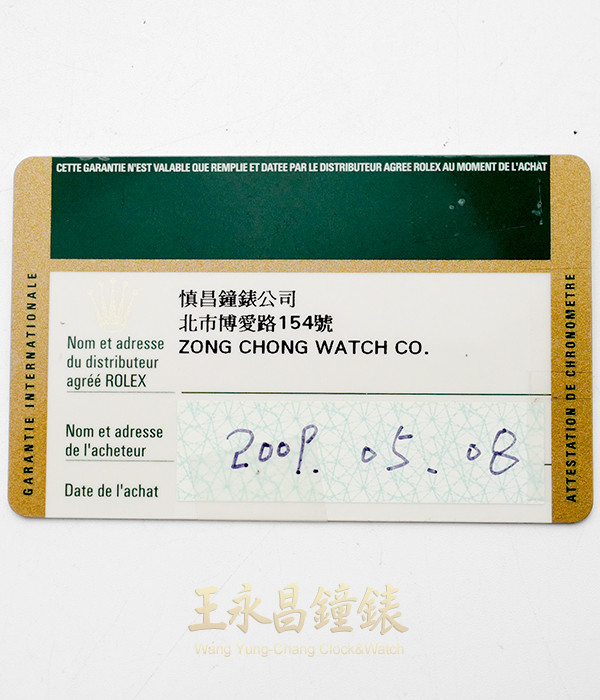 CETTE GARANTIE N'EST VALABLE QUE REMPLIE ET DATEE PAR LE DISTRIBUTEUR AGREE ROLEX AU MOMENT DE L'ACHAT
GARANTIE INTERNATIONALE
慎昌鐘錶公司
北市博愛路154號
ZONG CHONG WATCH CO.
Nom et adresse
du distributeur
agréé ROLEX
Nom et adresse
de l'acheteur
2009. 05. 08
Date de l'achat
ATTESTATION DE CHRONOMETRE
王永昌鐘錶
Wang Yung-Chang Clock&Watch